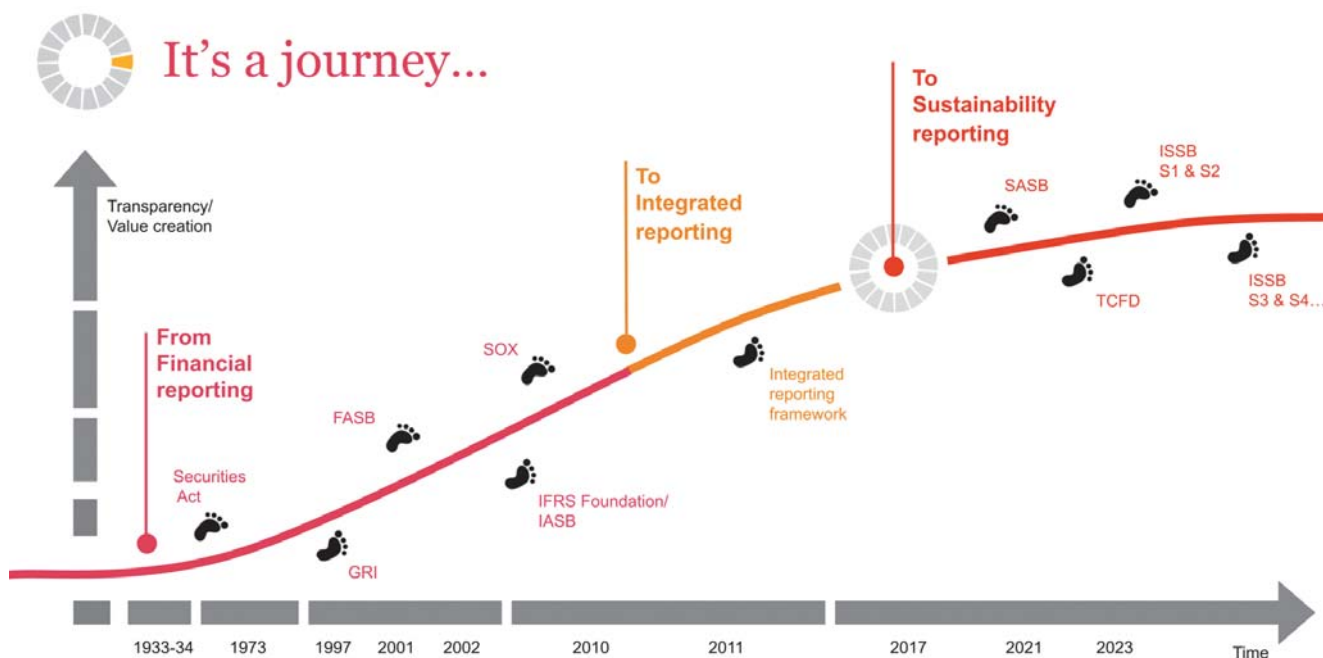 It's a journey...
Transparency/
Value creation
From
Financial
reporting
Securities
Act
GRI
FASB
SOX
IFRS Foundation/
IASB
To
Integrated
reporting
Integrated
reporting
framework
To
Sustainability
reporting
SASB
TCFD
ISSB
S1 & S2
ISSB
S3 & S4...
1933-34 1973 1997 2001 2002 2010 2011 2017 2021 2023 Time